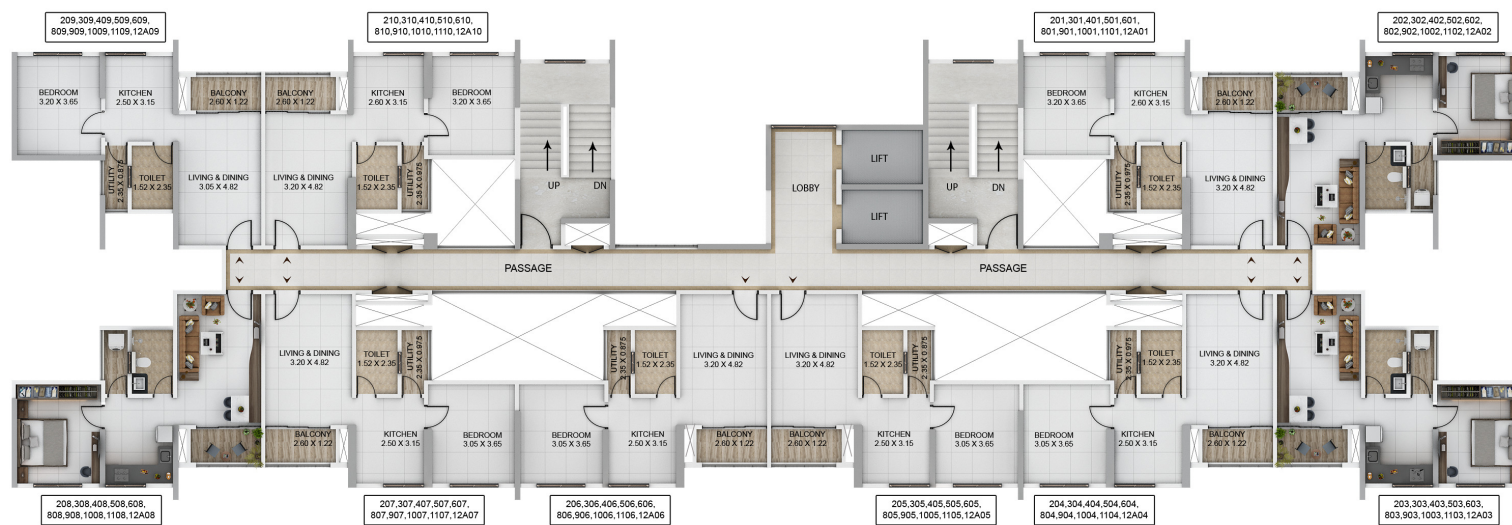 209,309,409,509,609,
809,909,1009,1109,12A09
210,310,410,510,610,
810,910,1010,1110,12A10
201,301,401,501,601,
801,901,1001,1101,12A01
202,302,402,502,602,
802,902,1002,1102,12A02
BEDROOM
3.20 X 3.65
KITCHEN
2.50 X 3.15
BALCONY
2.60 X 1.22
BALCONY
2.60 X 1.22
KITCHEN
2.60 X 3.15
BEDROOM
3.20 X 3.65
BEDROOM
3.20 X 3.65
KITCHEN
2.60 X 3.15
BALCONY
2.60 X 1.22
UTILITY
2.35 X 0.875
TOILET
1.52 X 2.35
LIVING & DINING
3.05 X 4.82
LIVING & DINING
3.20 X 4.82
TOILET
1.52 X 2.35
UTILITY
2.35 X 0.975
UP
DN
LOBBY
LIFT
LIFT
UP
DN
UTILITY
2.35 X 0.975
TOILET
1.52 X 2.35
LIVING & DINING
3.20 X 4.82
PASSAGE
PASSAGE
LIVING & DINING
3.20 X 4.82
TOILET
1.52 X 2.35
UTILITY
2.35 X 0.975
UTILITY
2.35 X 0.875
TOILET
1.52 X 2.35
LIVING & DINING
3.20 X 4.82
LIVING & DINING
3.20 X 4.82
TOILET
1.52 X 2.35
UTILITY
2.35 X 0.875
UTILITY
2.35 X 0.975
TOILET
1.52 X 2.35
LIVING & DINING
3.20 X 4.82
BALCONY
2.60 X 1.22
KITCHEN
2.50 X 3.15
BEDROOM
3.05 X 3.65
BEDROOM
3.05 X 3.65
KITCHEN
2.50 X 3.15
BALCONY
2.60 X 1.22
BALCONY
2.60 X 1.22
KITCHEN
2.50 X 3.15
BEDROOM
3.05 X 3.65
BEDROOM
3.05 X 3.65
KITCHEN
2.50 X 3.15
BALCONY
2.60 X 1.22
208,308,408,508,608,
808,908,1008,1108,12A08
207,307,407,507,607,
807,907,1007,1107,12A07
206,306,406,506,606,
806,906,1006,1106,12A06
205,305,405,505,605,
805,905,1005,1105,12A05
204,304,404,504,604,
804,904,1004,1104,12A04
203,303,403,503,603,
803,903,1003,1103,12A03